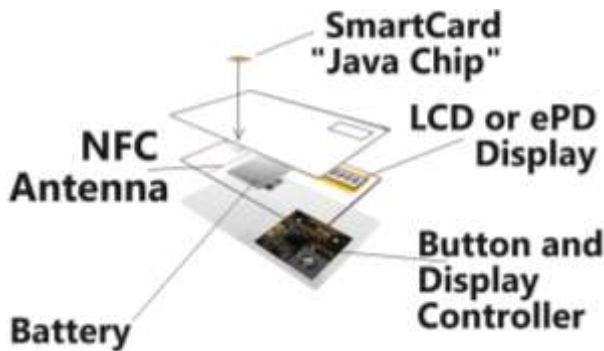 SmartCard
"Java Chip"
LCD or ePD
Display
NFC
Antenna
Button and
Display
Controller
Battery